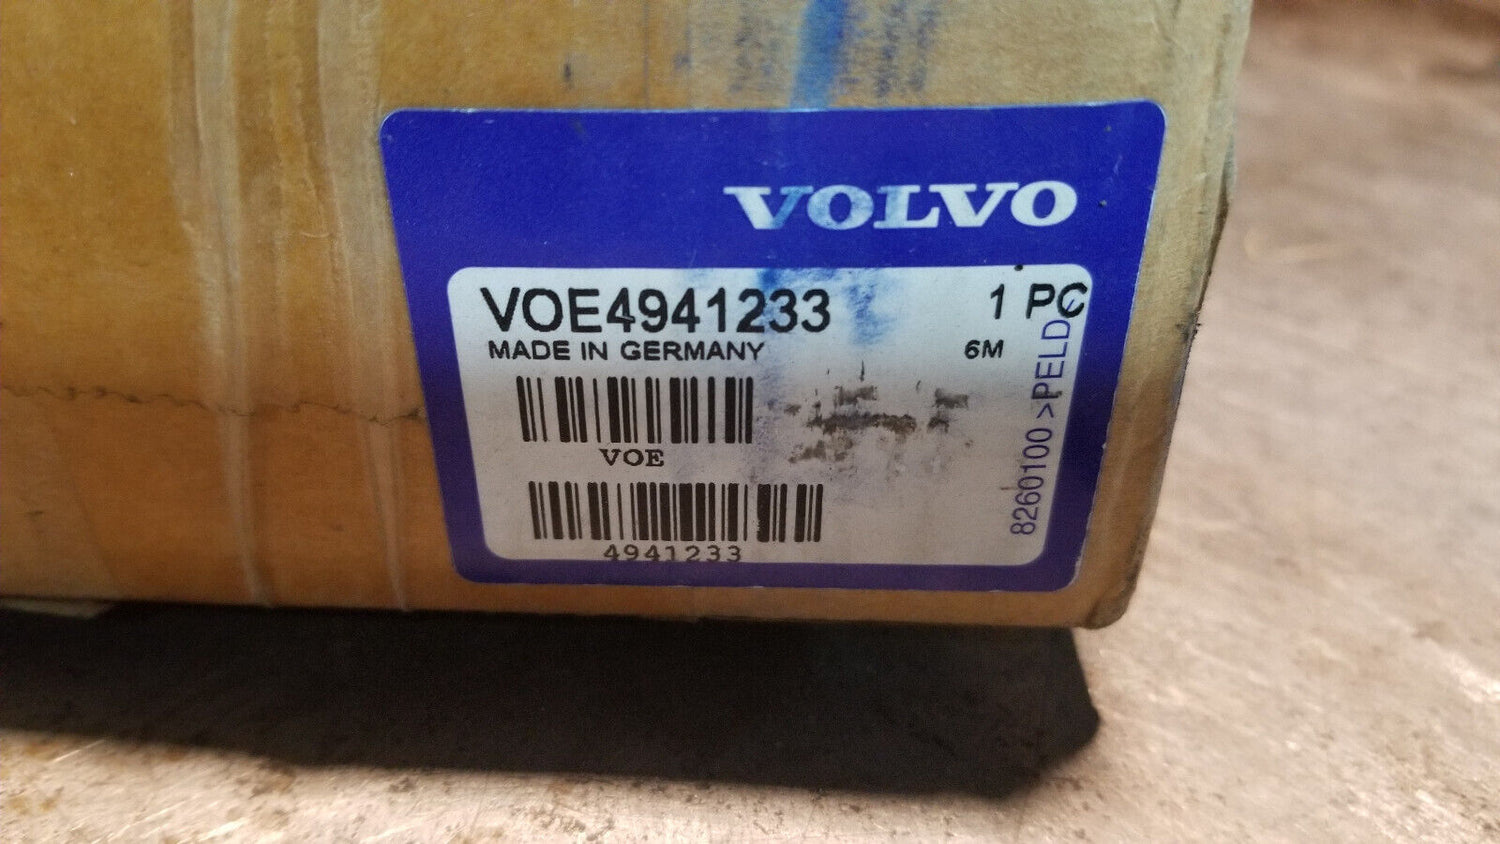 VOLVO
VOE4941233
1 PC
MADE IN GERMANY
6M
VOE
4941233
8260100 >PELD<